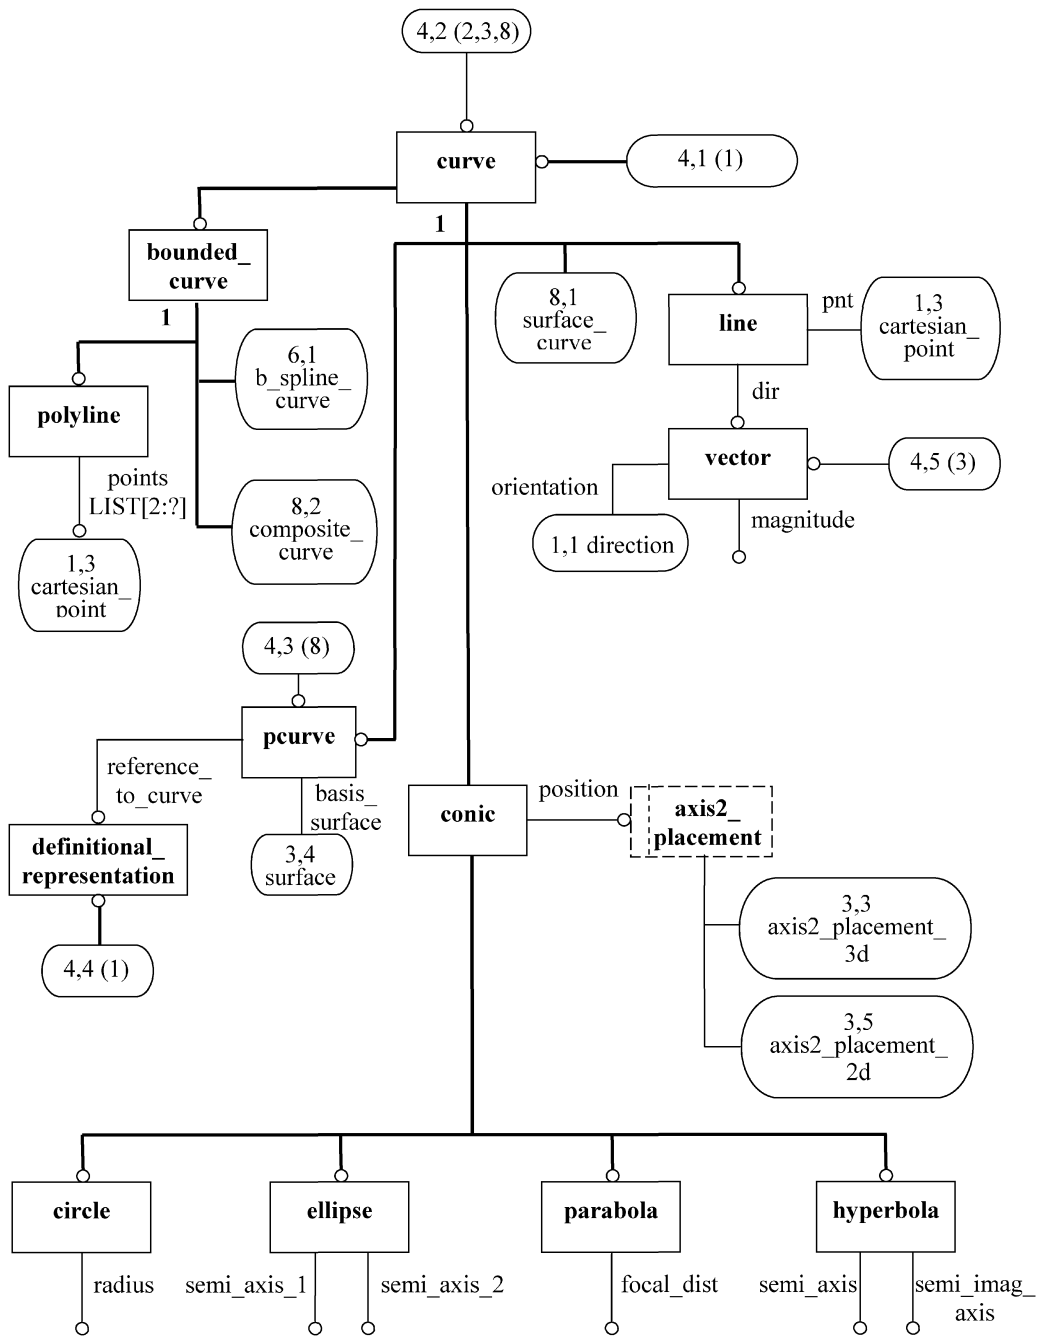 4,2 (2,3,8)
curve
4,1 (1)
1
bounded_
curve
1
8,1
surface_
curve
line
pnt
1,3
cartesian_
point
dir
6,1
b_spline_
curve
polyline
vector
4,5 (3)
points
LIST[2:?]
orientation
magnitude
8,2
composite_
curve
1,1 direction
1,3
cartesian_
point
4,3 (8)
pcurve
reference_
to_curve
basis_
surface
conic
position
axis2_
placement
definitional_
representation
3,4
surface
3,3
axis2_placement_
3d
4,4 (1)
3,5
axis2_placement_
2d
circle
ellipse
parabola
hyperbola
radius
semi_axis_1
semi_axis_2
focal_dist
semi_axis
semi_imag_
axis